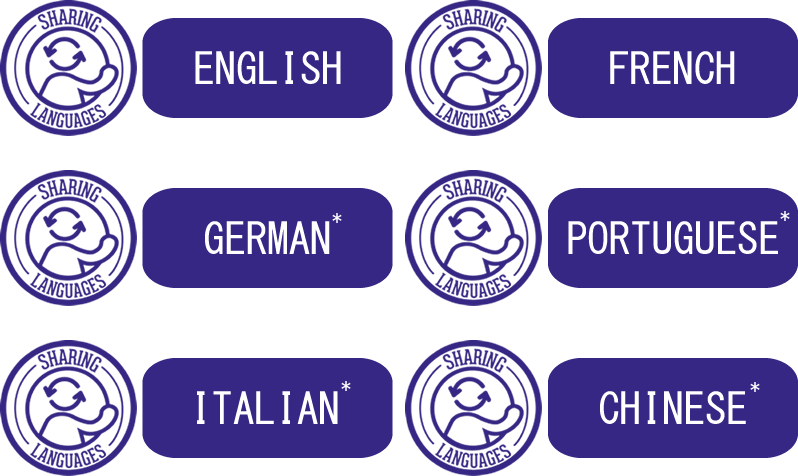 SHARING
LANGUAGES
ENGLISH
SHARING
LANGUAGES
FRENCH
SHARING
LANGUAGES
GERMAN*
SHARING
LANGUAGES
PORTUGUESE*
SHARING
LANGUAGES
ITALIAN*
SHARING
LANGUAGES
CHINESE*